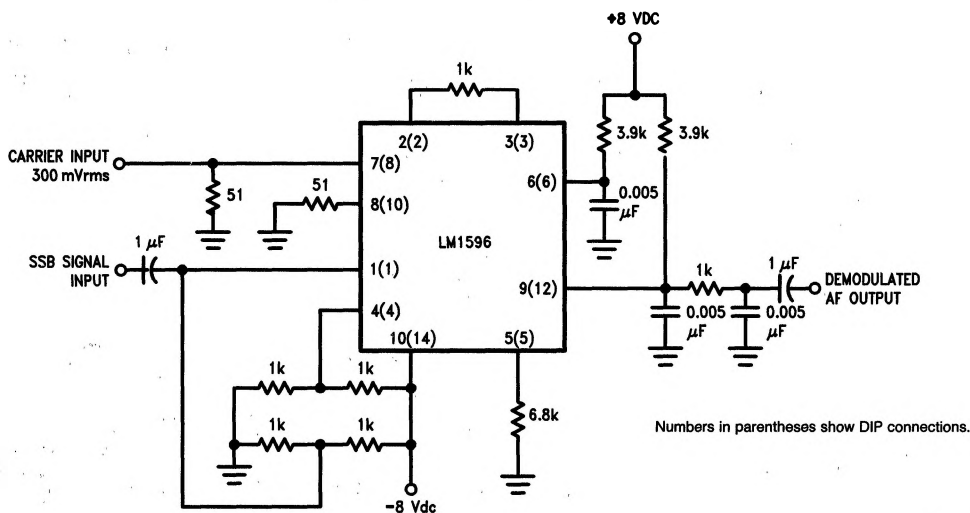 +8 VDC
1k
2(2)
3(3)
3.9k
3.9k
CARRIER INPUT
300 mVrms
7(8)
6(6)
51
0.005
μF
51
8(10)
LM1596
1 μF
SSB SIGNAL
INPUT
1(1)
9(12)
1k
1 μF
DEMODULATED
AF OUTPUT
4(4)
0.005
μF
0.005
μF
10(14)
5(5)
1k
1k
6.8k
1k
1k
Numbers in parentheses show DIP connections.
-8 Vdc